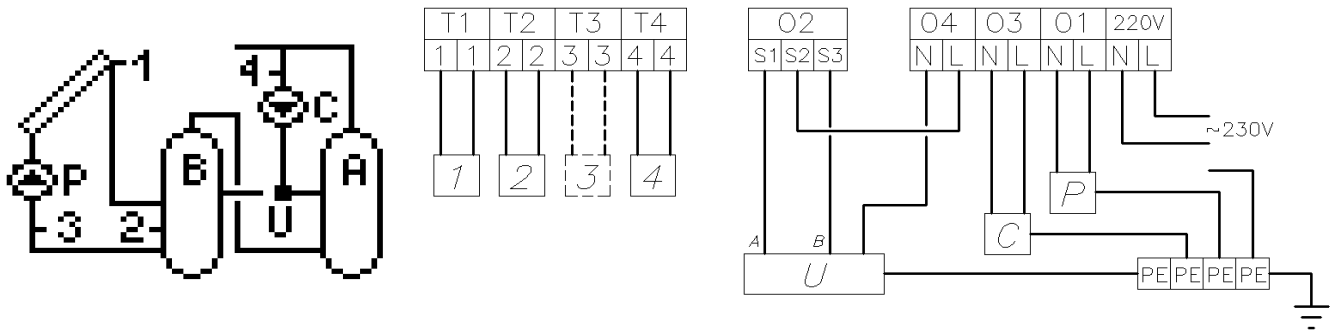 1
4
C
B
A
P
U
3
2
T1 T2 T3 T4
1 1 2 2 3 3 4 4
1 2 3 4
O2 O4 O3 O1 220V
S1 S2 S3 N L N L N L N L
~230V
P
C
A B
U
PE PE PE PE